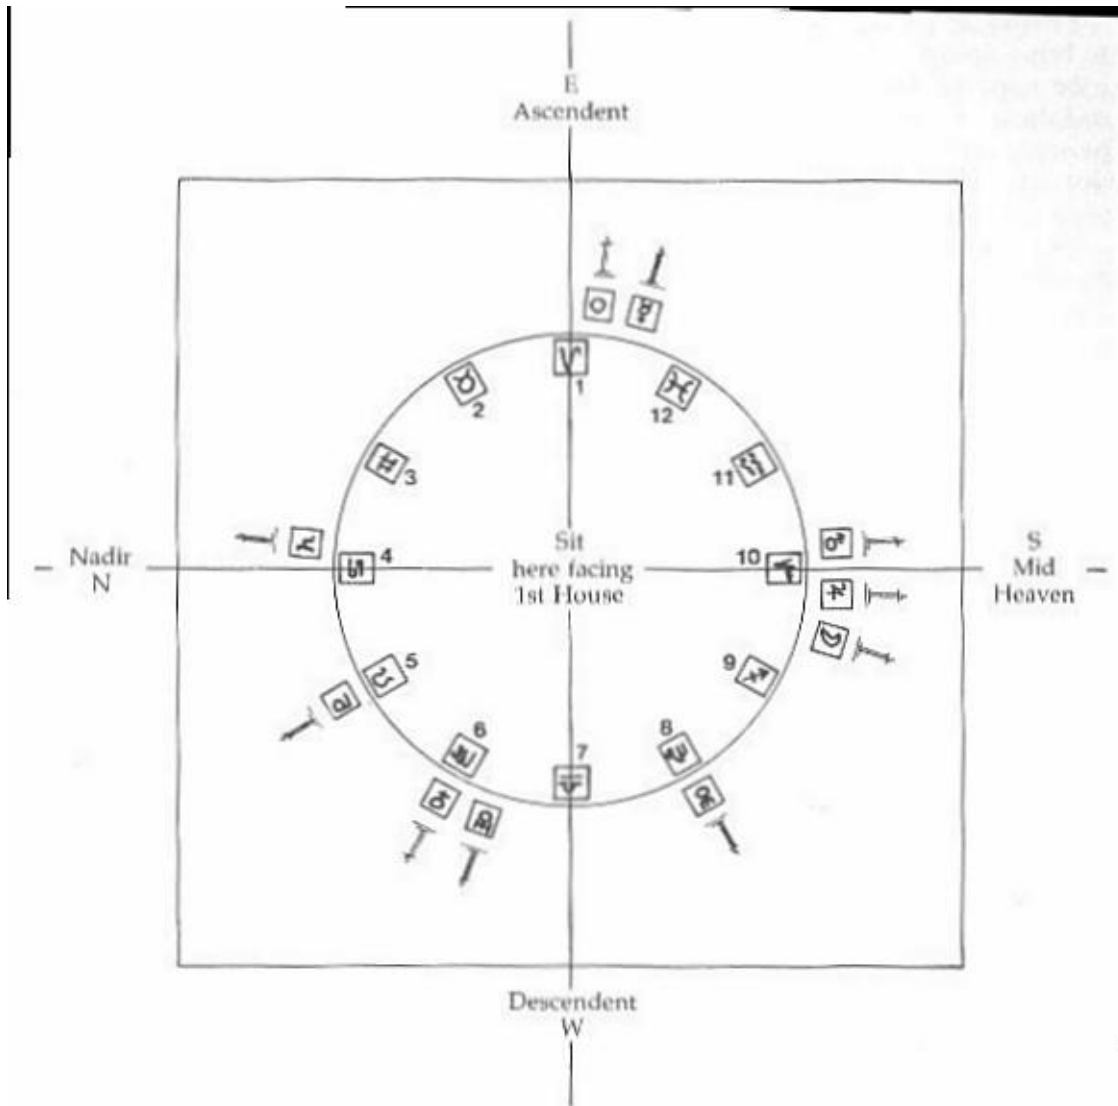 E
Ascendent
1
2
12
3
11
Nadir
N
4
Sit
here facing
1st House
10
S
Mid
Heaven
5
9
6
8
7
Descendent
W